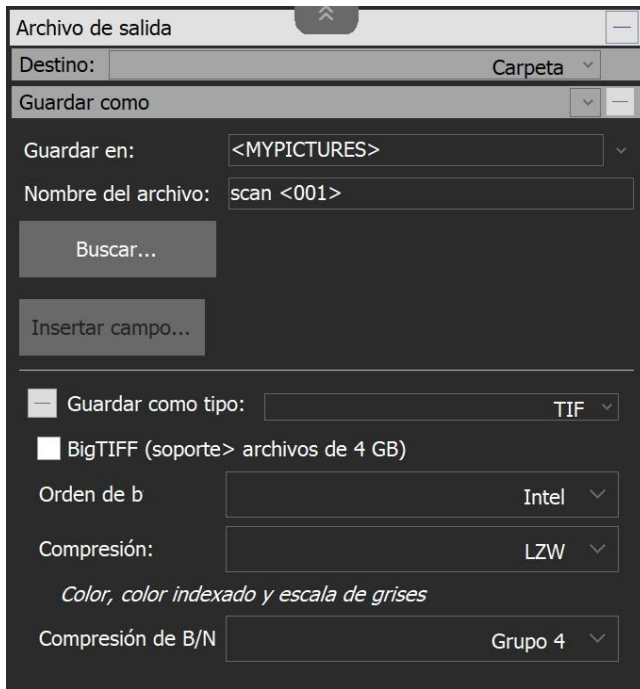 Archivo de salida
Destino: Carpeta
Guardar como
Guardar en: <MYPICTURES>
Nombre del archivo: scan <001>
Buscar...
Insertar campo...
Guardar como tipo: TIF
BigTIFF (soporte> archivos de 4 GB)
Orden de b Intel
Compresión: LZW
Color, color indexado y escala de grises
Compresión de B/N Grupo 4